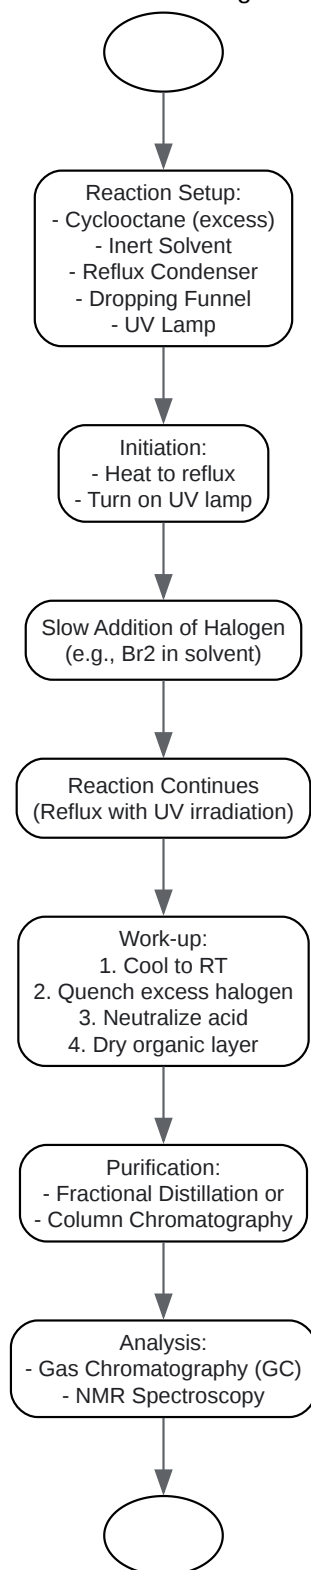 Reaction Setup:
- Cyclooctane (excess)
- Inert Solvent
- Reflux Condenser
- Dropping Funnel
- UV Lamp
Initiation:
- Heat to reflux
- Turn on UV lamp
Slow Addition of Halogen
(e.g., Br2 in solvent)
Reaction Continues
(Reflux with UV irradiation)
Work-up:
1. Cool to RT
2. Quench excess halogen
3. Neutralize acid
4. Dry organic layer
Purification:
- Fractional Distillation or
- Column Chromatography
Analysis:
- Gas Chromatography (GC)
- NMR Spectroscopy